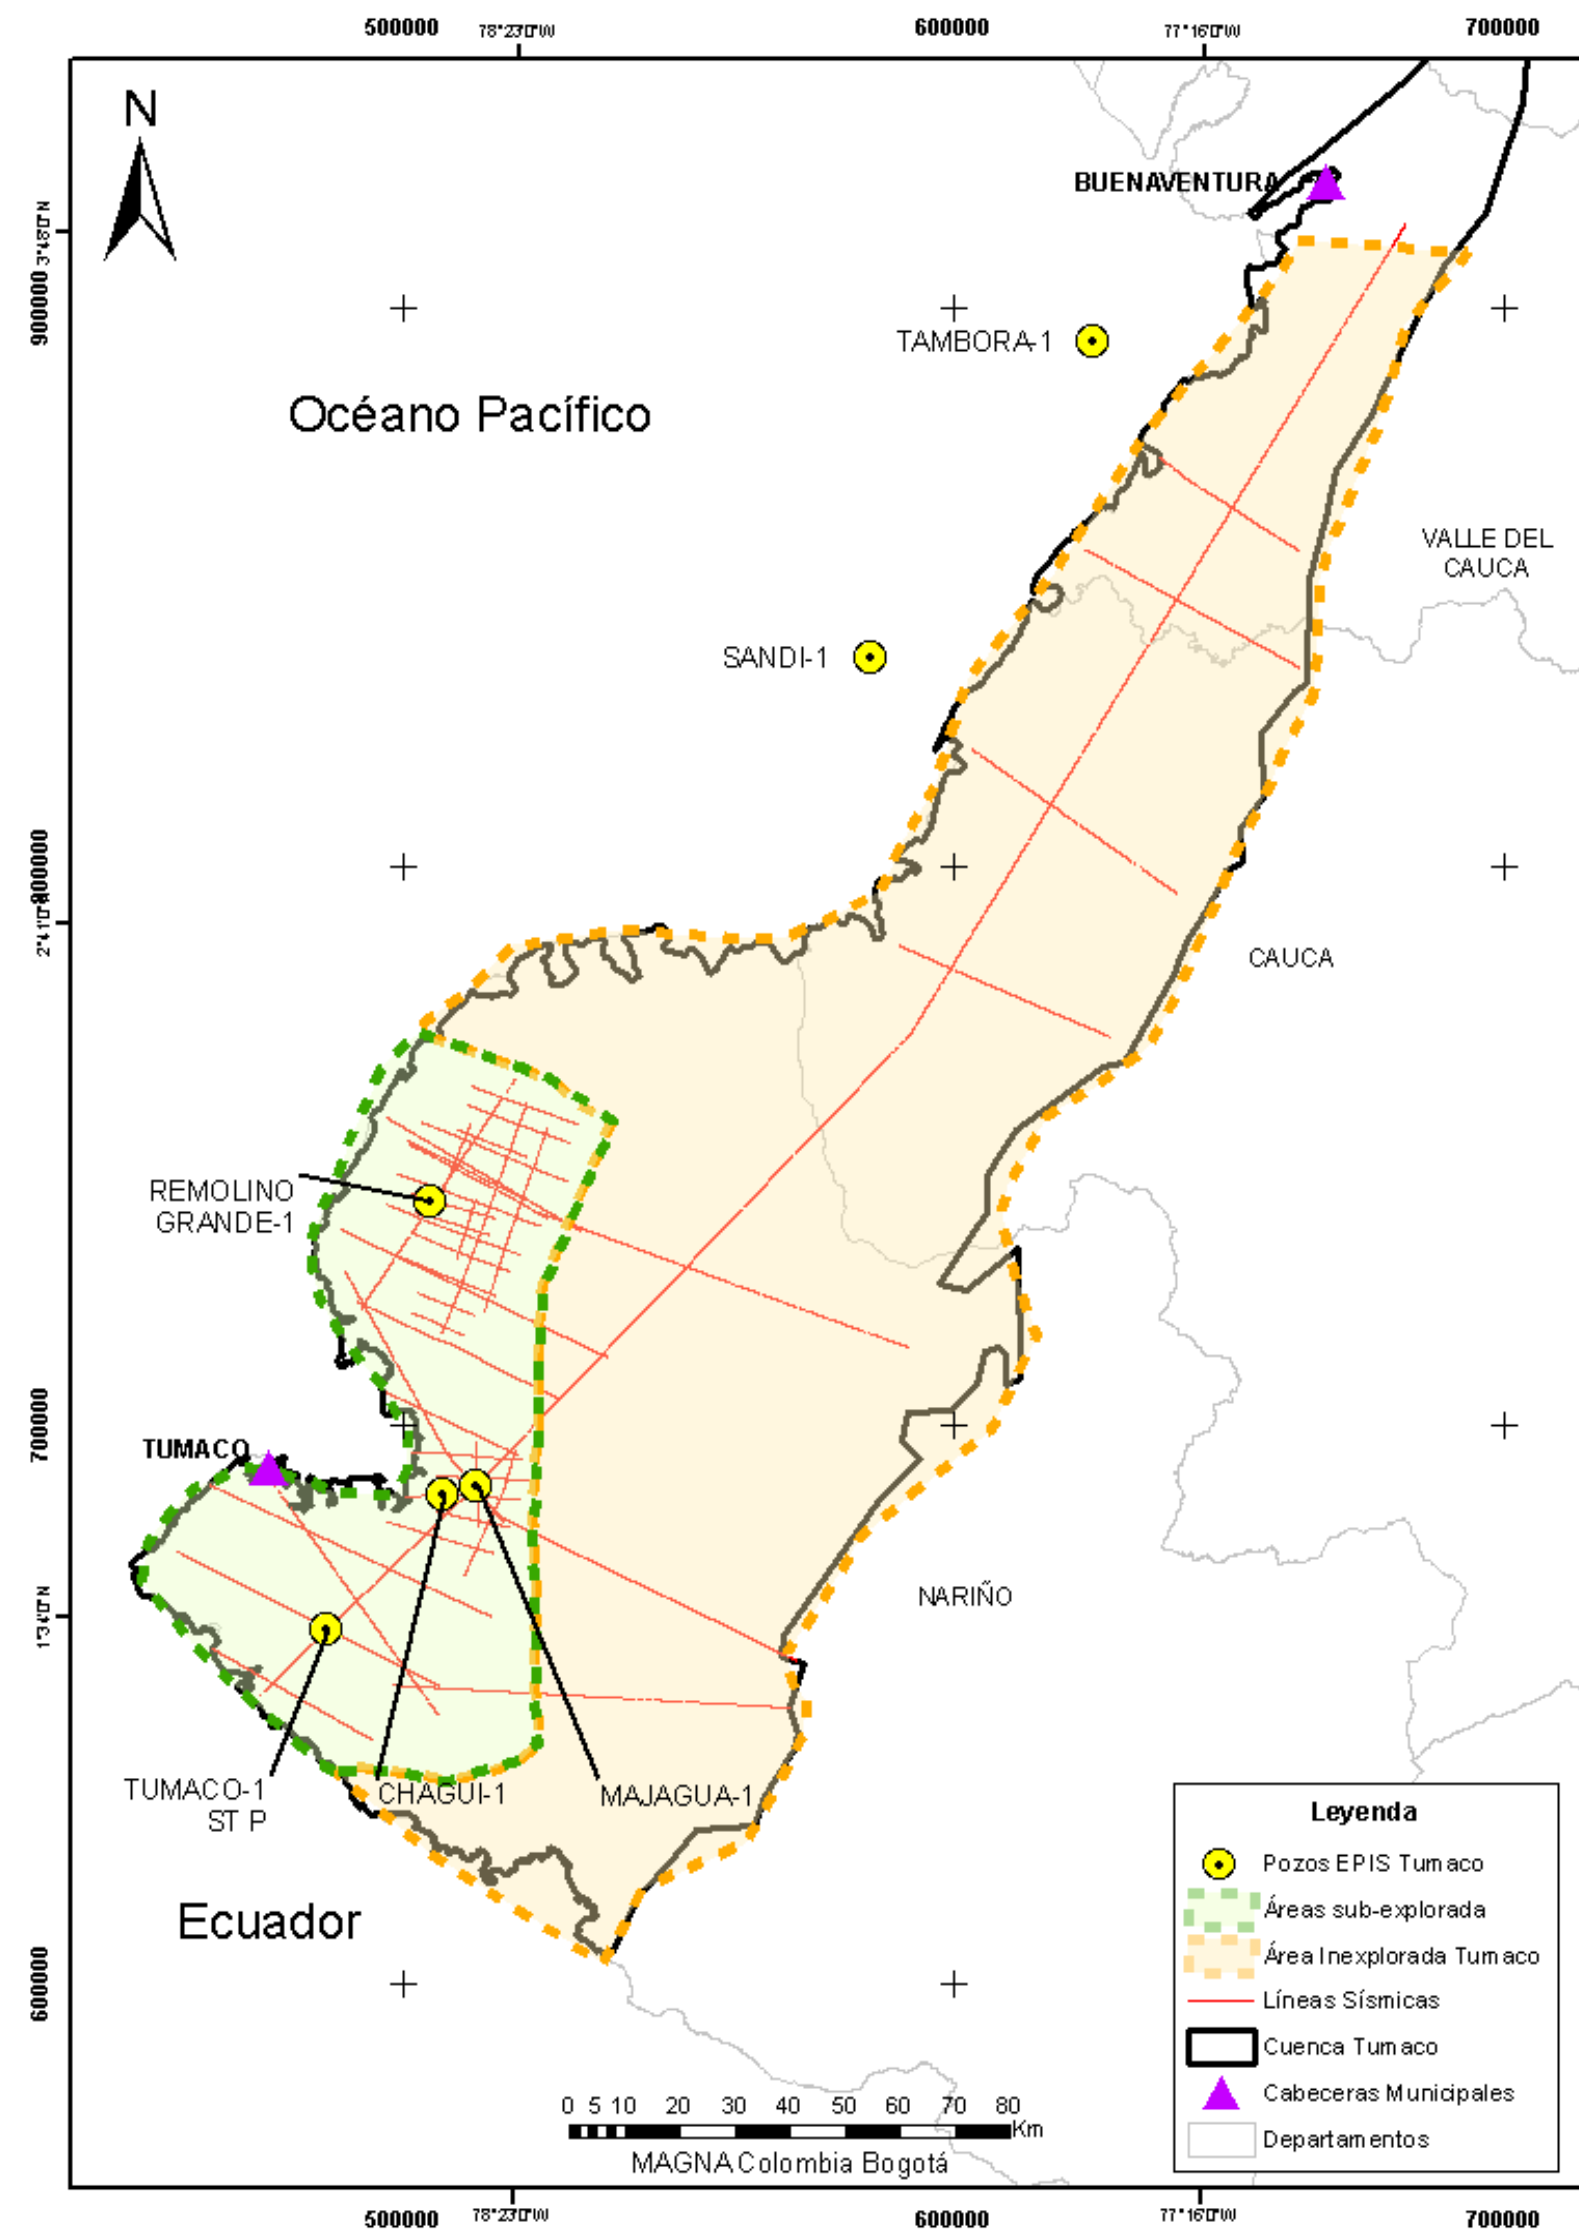 500000
78°23'0"W
600000
77°16'0"W
700000
N
BUENAVENTURA
3°48'0"N
900000
TAMBORA-1
Océano Pacífico
VALLE DEL
CAUCA
SANDI-1
800000
2°41'0"N
CAUCA
REMOLINO
GRANDE-1
700000
TUMACO
NARIÑO
1°34'0"N
TUMACO-1
ST P
CHAGUI-1
MAJAGUA-1
Ecuador
600000
Leyenda
Pozos EPIS Tumaco
Áreas sub-explorada
Área Inexplorada Tumaco
Líneas Sísmicas
Cuenca Tumaco
Cabeceras Municipales
Departamentos
0 5 10 20 30 40 50 60 70 80
Km
MAGNA Colombia Bogotá
500000
78°23'0"W
600000
77°16'0"W
700000